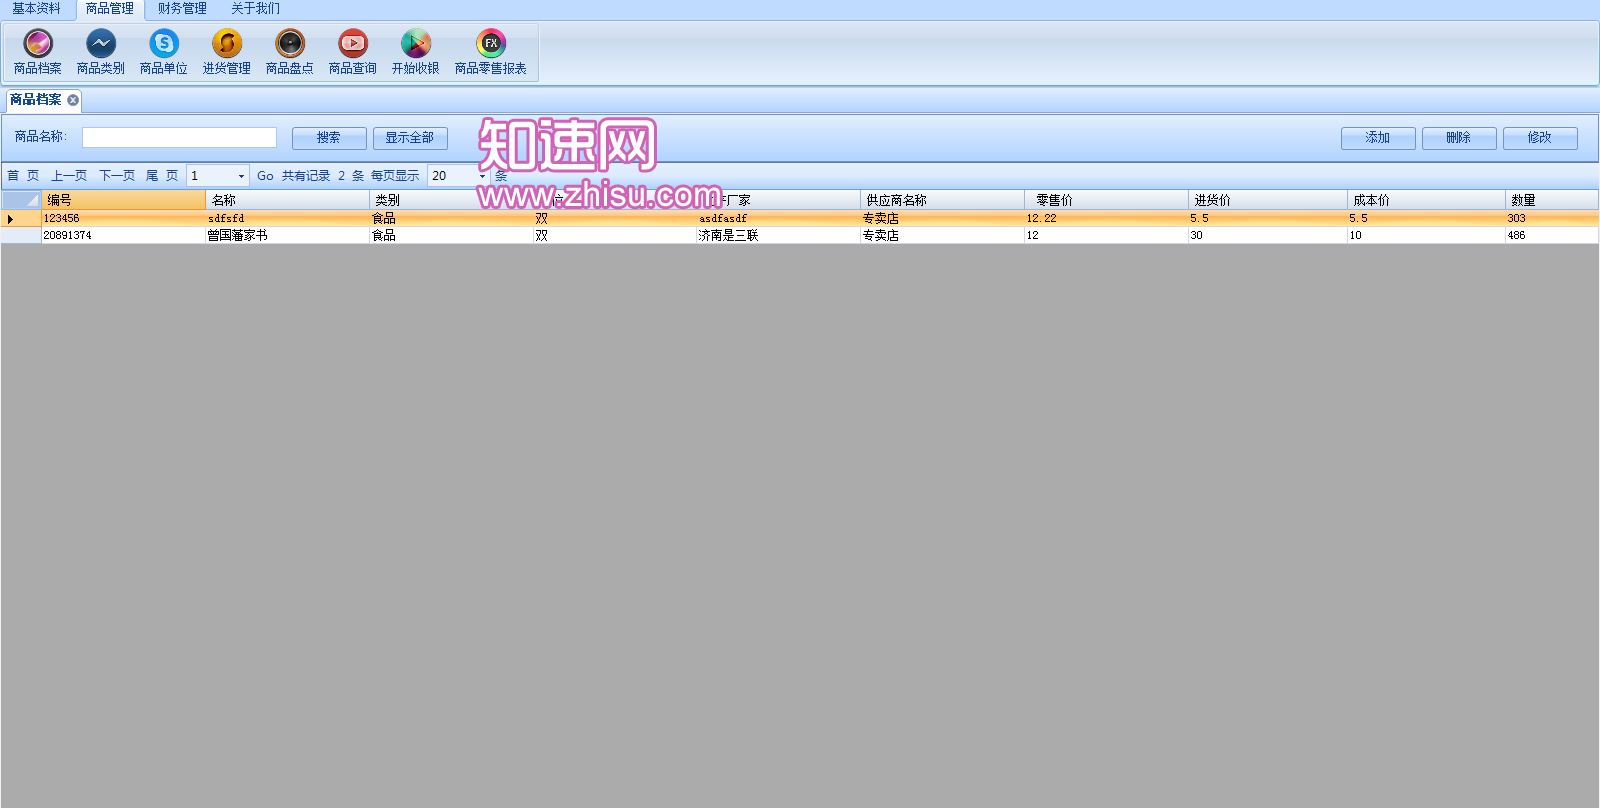 基本资料 商品管理 财务管理 关于我们
商品档案 商品类别 商品单位 进货管理 商品盘点 商品查询 开始收银 FX 商品零售报表
商品档案
商品名称: 搜索 显示全部 添加 删除 修改
知速网
www.zhisu.com
首 页 上一页 下一页 尾 页 1 Go 共有记录 2 条 每页显示 20 条
编号 名称 类别 厂家 供应商名称 零售价 进货价 成本价 数量
123456 sdfsfd 食品 双 asdfasdf 专卖店 12.22 5.5 5.5 303
20891374 曾国藩家书 食品 双 济南是三联 专卖店 12 30 10 486